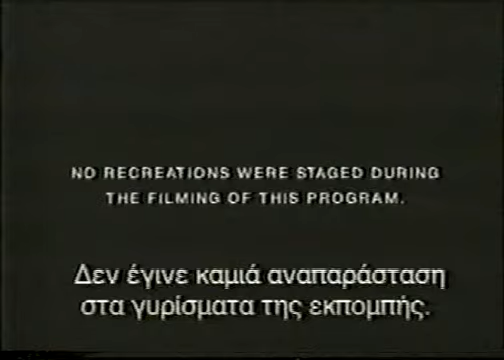 NO RECREATIONS WERE STAGED DURING
THE FILMING OF THIS PROGRAM.
Δεν έγινε καμιά αναπαράσταση
στα γυρίσματα της εκπομπής.